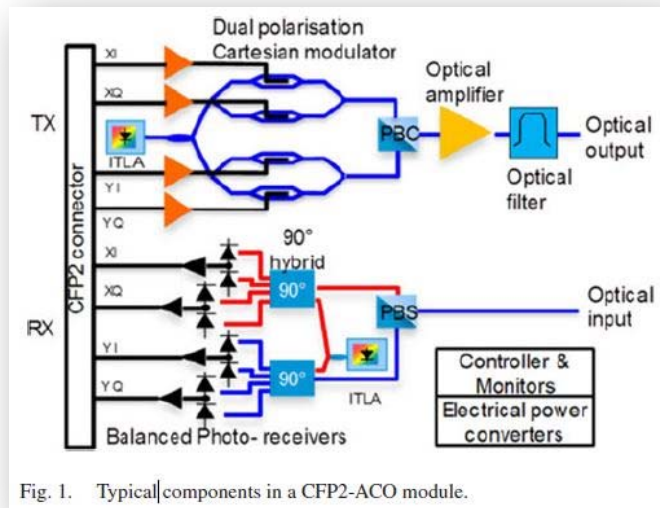 Dual polarisation
Cartesian modulator
XI
XQ
TX
ITLA
YI
YQ
CFP2 connector
PBC
Optical
amplifier
Optical
output
Optical
filter
XI
XQ
RX
YI
YQ
90°
hybrid
90°
90°
PBS
ITLA
Optical
input
Balanced Photo- receivers
Controller &
Monitors
Electrical power
converters
Fig. 1. Typical components in a CFP2-ACO module.